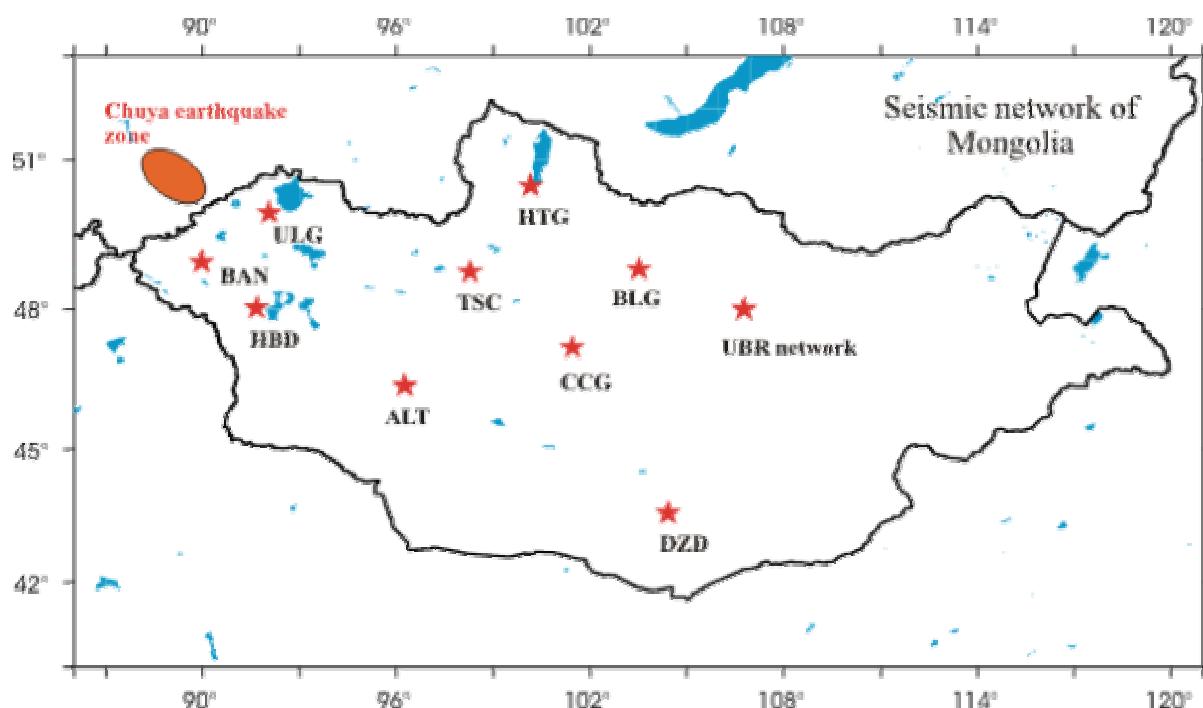 90° 96° 102° 108° 114° 120°
Chuya earthquake
zone
Seismic network of
Mongolia
51°
HTG
ULG
BAN
TSC
BLG
48°
HBD
UBR network
CCG
ALT
45°
DZD
42°
90° 96° 102° 108° 114° 120°